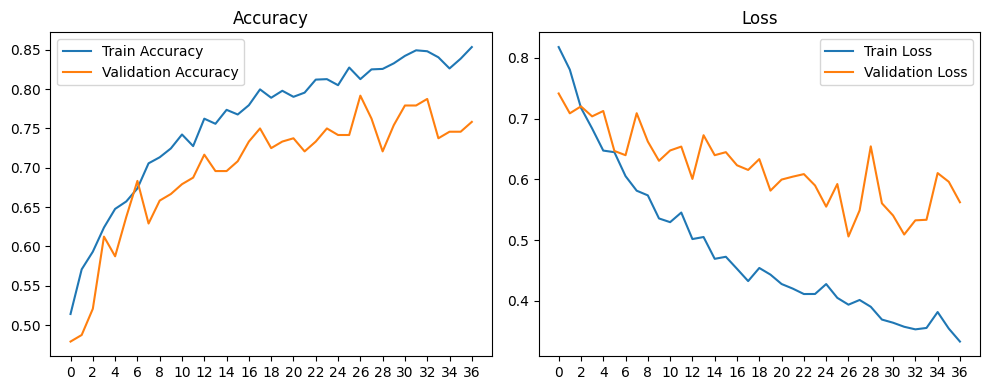 Accuracy
Train Accuracy
Validation Accuracy
0.85
0.80
0.75
0.70
0.65
0.60
0.55
0.50
0 2 4 6 8 10 12 14 16 18 20 22 24 26 28 30 32 34 36
Loss
Train Loss
Validation Loss
0.8
0.7
0.6
0.5
0.4
0 2 4 6 8 10 12 14 16 18 20 22 24 26 28 30 32 34 36